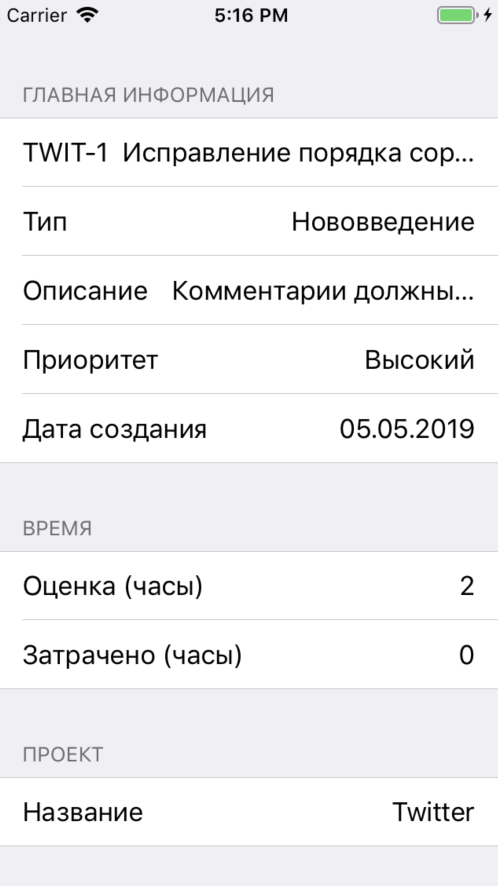 Carrier 5:16 PM
ГЛАВНАЯ ИНФОРМАЦИЯ
TWIT-1 Исправление порядка сор...
Тип Нововведение
Описание Комментарии должны...
Приоритет Высокий
Дата создания 05.05.2019
ВРЕМЯ
Оценка (часы) 2
Затрачено (часы) 0
ПРОЕКТ
Название Twitter